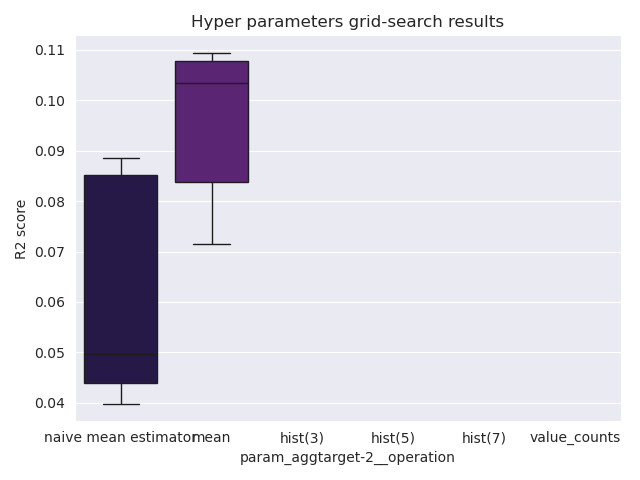 Hyper parameters grid-search results
0.11
0.10
0.09
0.08
0.07
0.06
0.05
0.04
R2 score
naive mean estimator mean hist(3) hist(5) hist(7) value_counts
param_aggtarget-2__operation